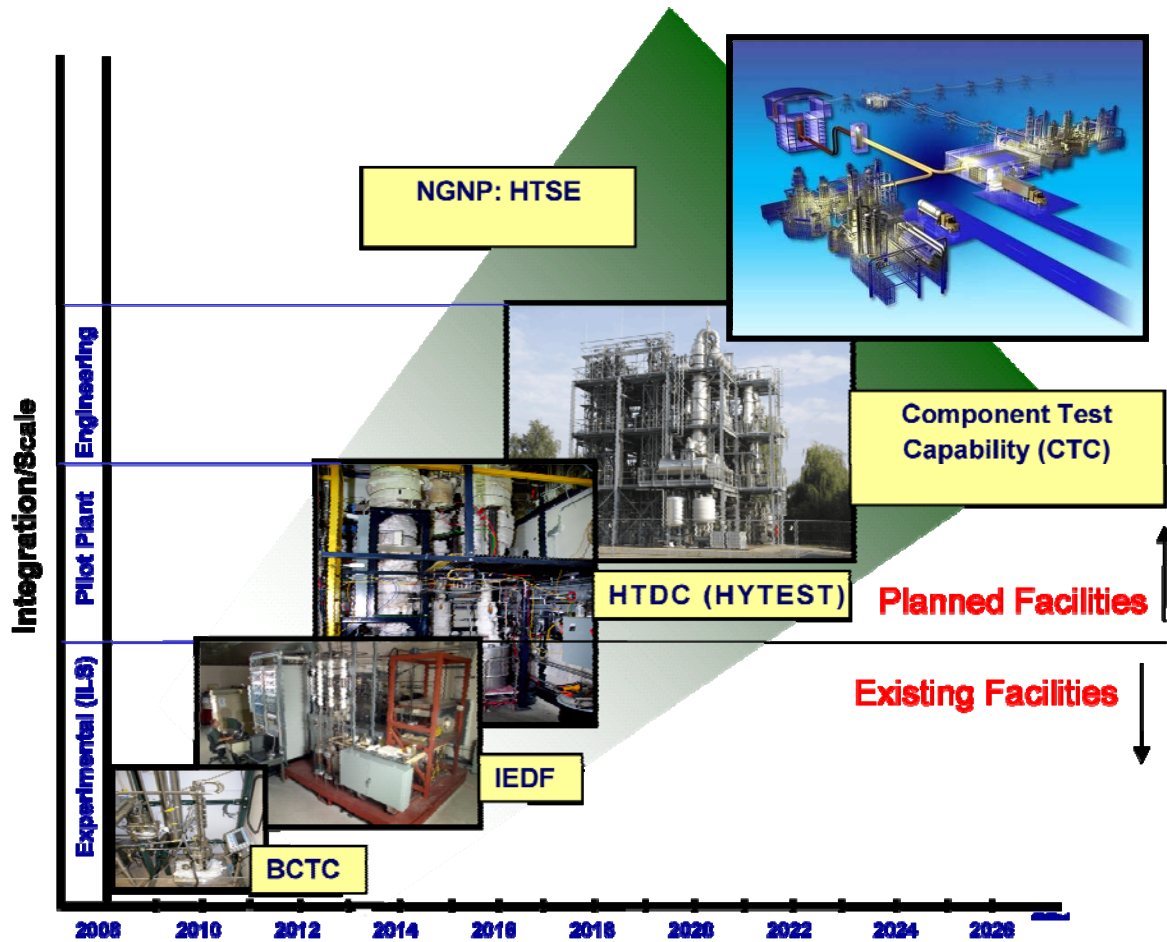 NGNP: HTSE
Component Test
Capability (CTC)
HTDC (HYTEST)
Planned Facilities
Existing Facilities
IEDF
BCTC
Integration/Scale
Engineering
Pilot Plant
Experimental (ILS)
2008 2010 2012 2014 2016 2018 2020 2022 2024 2026